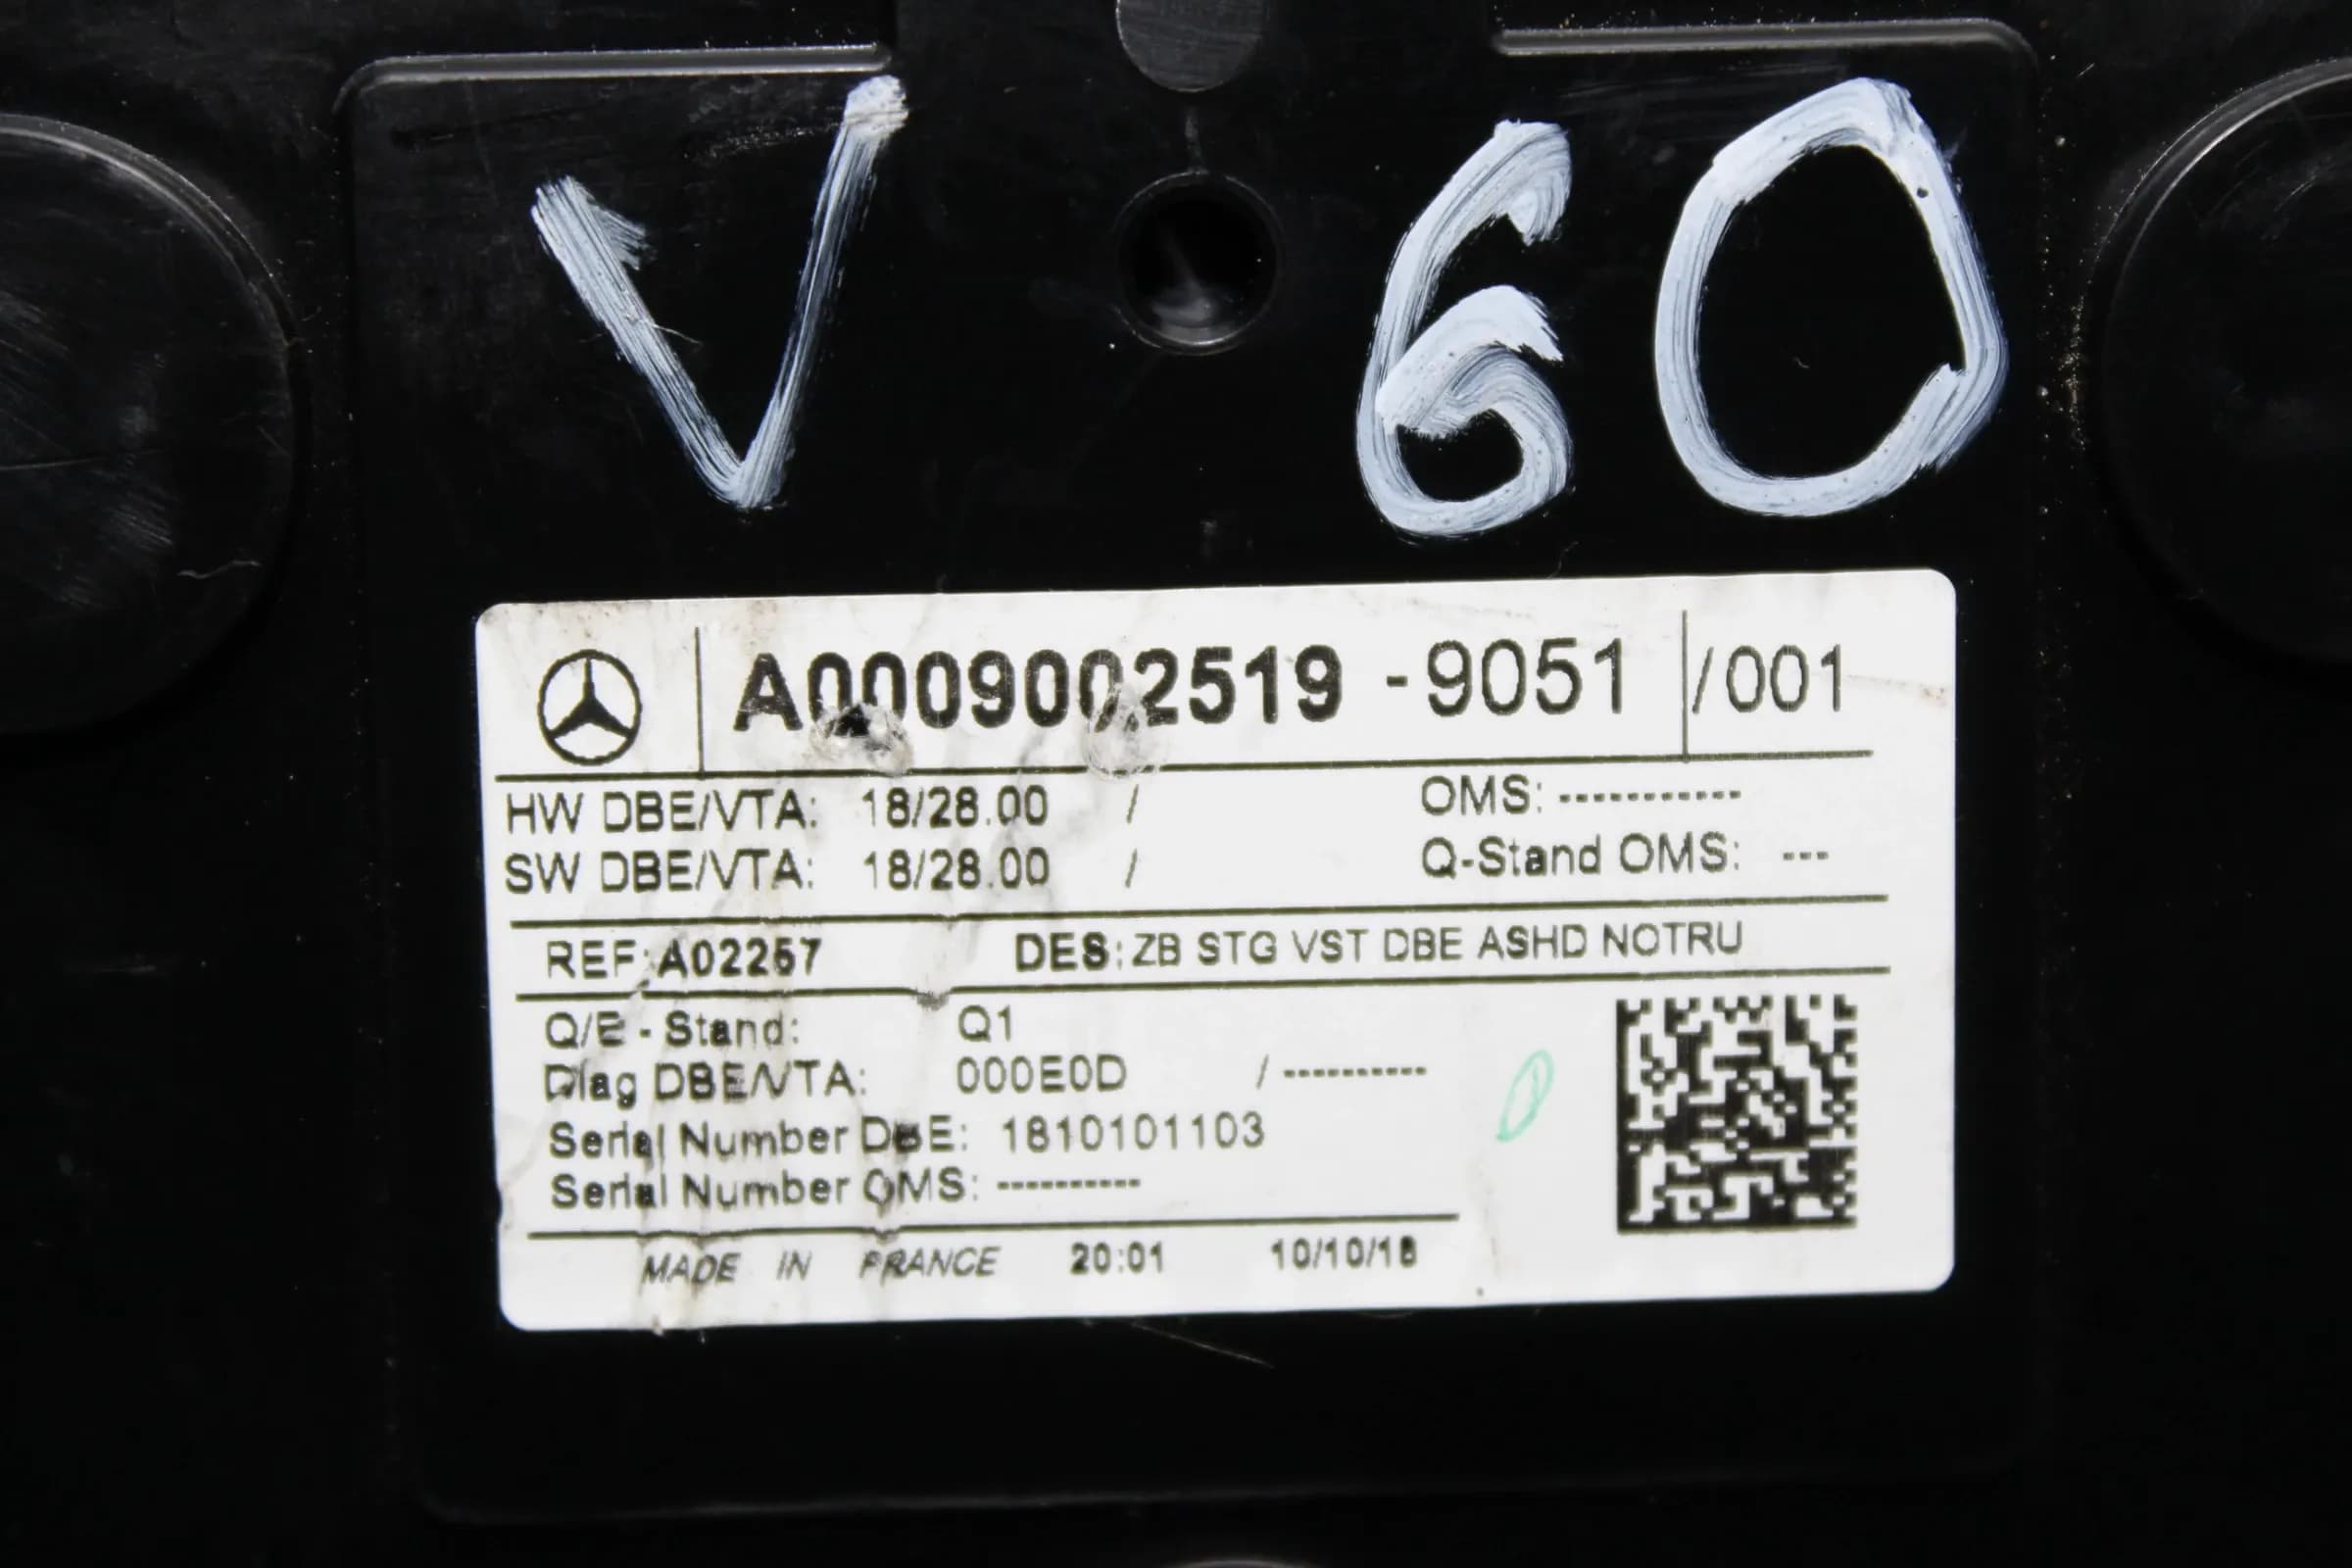 V 60
A0009002519 -9051 /001
HW DBE/VTA: 18/28.00 / OMS: -----------
SW DBE/VTA: 18/28.00 / Q-Stand OMS: ---
REF:A02257 DES:ZB STG VST DBE ASHD NOTRU
Q/E - Stand: Q1
Diag DBE/VTA: 000E0D / ----------
Serial Number DBE: 1810101103
Serial Number OMS: ----------
MADE IN FRANCE 20:01 10/10/18